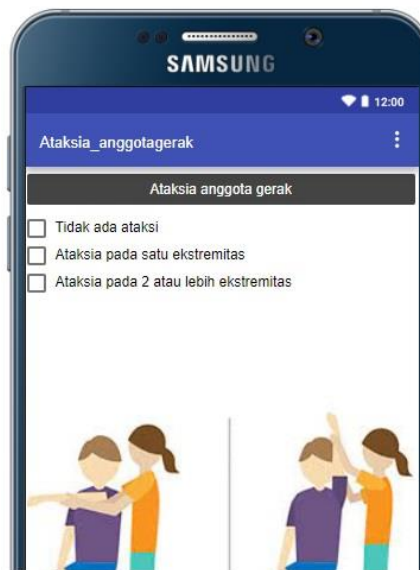 SAMSUNG
12:00
Ataksia_anggotagerak
Ataksia anggota gerak
Tidak ada ataksi
Ataksia pada satu ekstremitas
Ataksia pada 2 atau lebih ekstremitas